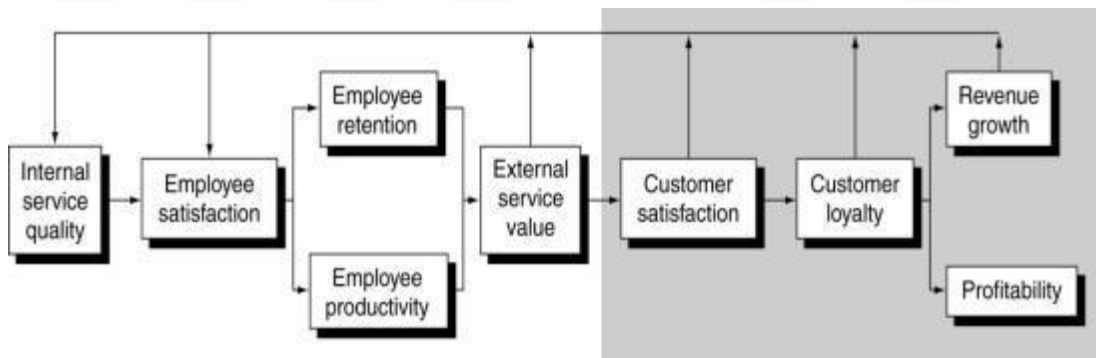 Internal
service
quality
Employee
satisfaction
Employee
retention
Employee
productivity
External
service
value
Customer
satisfaction
Customer
loyalty
Revenue
growth
Profitability